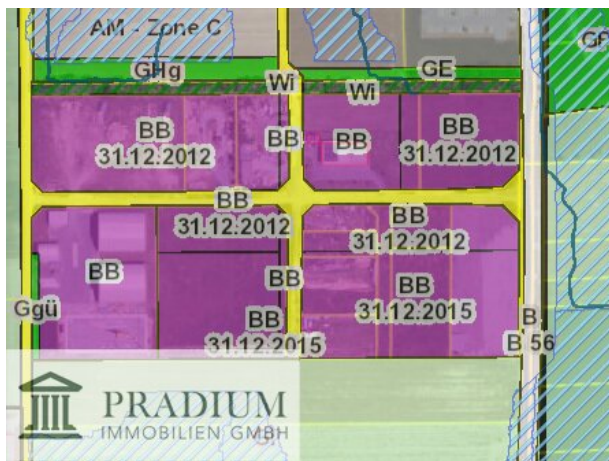 AM - Zone C
GHg
GE
GF
Wi
Wi
BB
31.12.2012
BB
BB
BB
31.12.2012
BB
31.12.2012
BB
31.12.2012
BB
BB
BB
31.12.2015
Ggü
BB
31.12.2015
B
B 56
PRADIUM
IMMOBILIEN GMBH